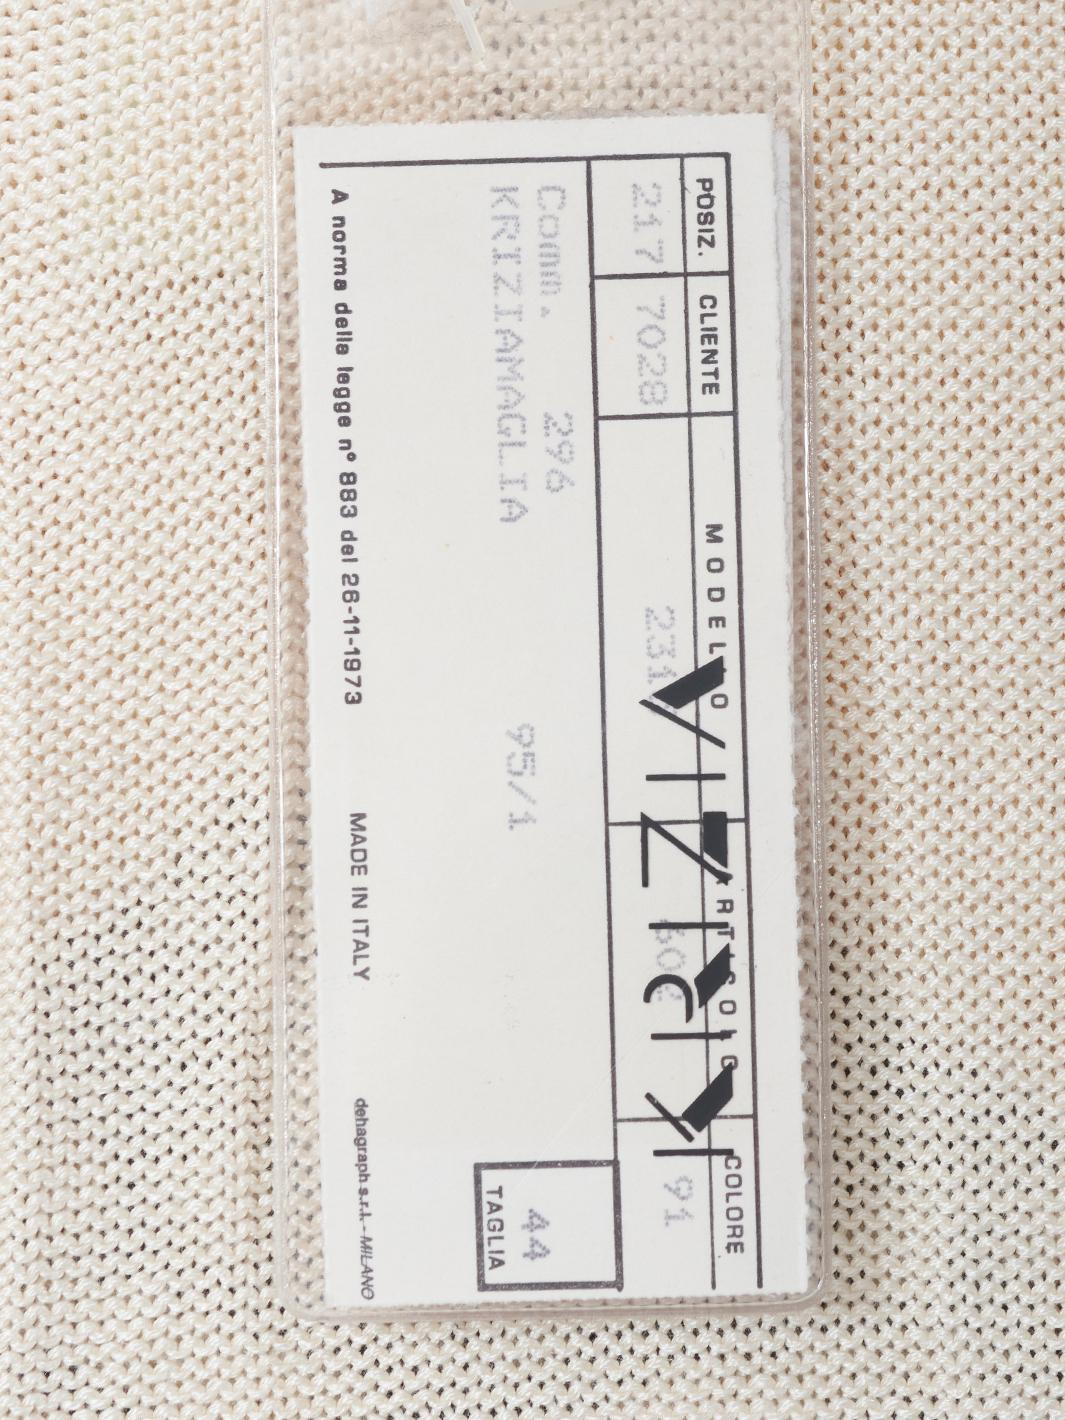 POSIZ. CLIENTE MODELLO ARTICOLO COLORE
217 7028 91
Comm. 296
KRIZIAMAGLIA 95/1
44
TAGLIA
A norma della legge n° 883 del 26-11-1973 MADE IN ITALY dehagraph s.r.l. - MILANO